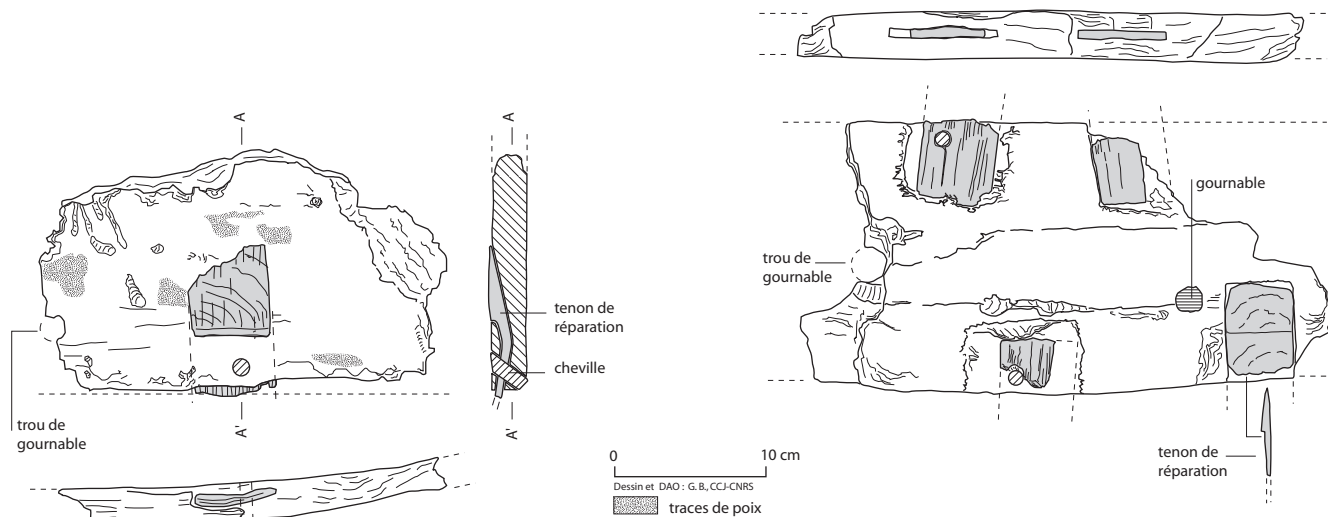 A
A
gournable
trou de
gournable
tenon de
réparation
cheville
trou de
gournable
A'
A'
tenon de
réparation
0 10 cm
Dessin et DAO : G. B., CCJ-CNRS
traces de poix